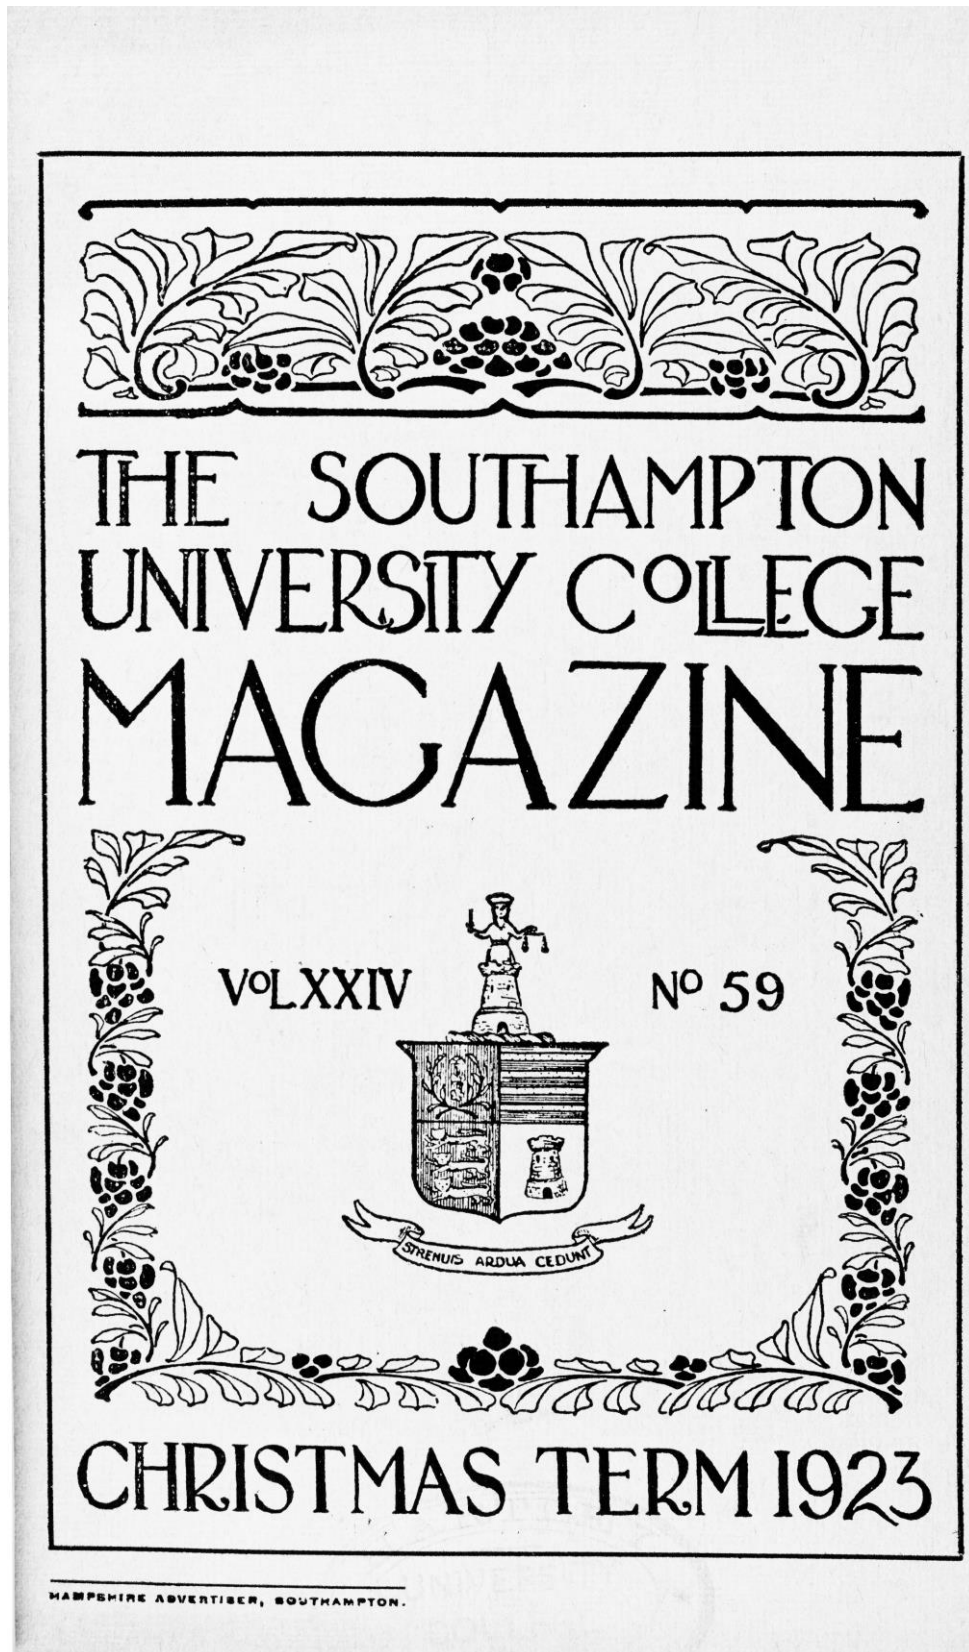 THE SOUTHAMPTON
UNIVERSITY COLLEGE
MAGAZINE
VOL XXIV
NO 59
STRENUIS ARDUA CEDUNT
CHRISTMAS TERM 1923
HAMPSHIRE ADVERTISER, SOUTHAMPTON.